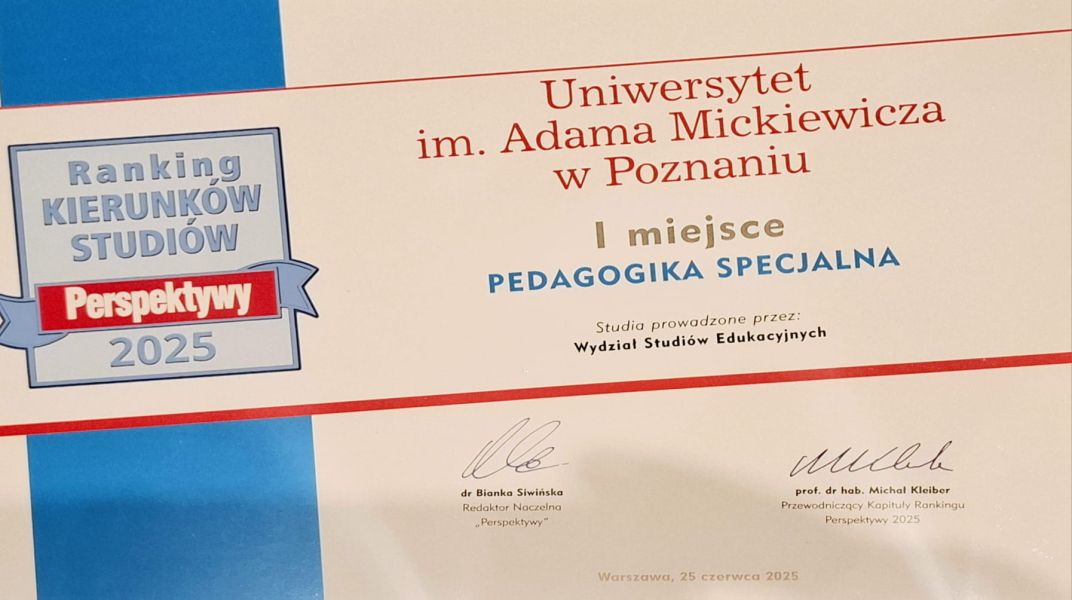 Uniwersytet
im. Adama Mickiewicza
w Poznaniu
I miejsce
PEDAGOGIKA SPECJALNA
Studia prowadzone przez:
Wydział Studiów Edukacyjnych
Ranking
KIERUNKÓW
STUDIÓW
Perspektywy
2025
dr Bianka Siwińska
Redaktor Naczelna
„Perspektywy”
prof. dr hab. Michał Kleiber
Przewodniczący Kapituły Rankingu
Perspektywy 2025
Warszawa, 25 czerwca 2025